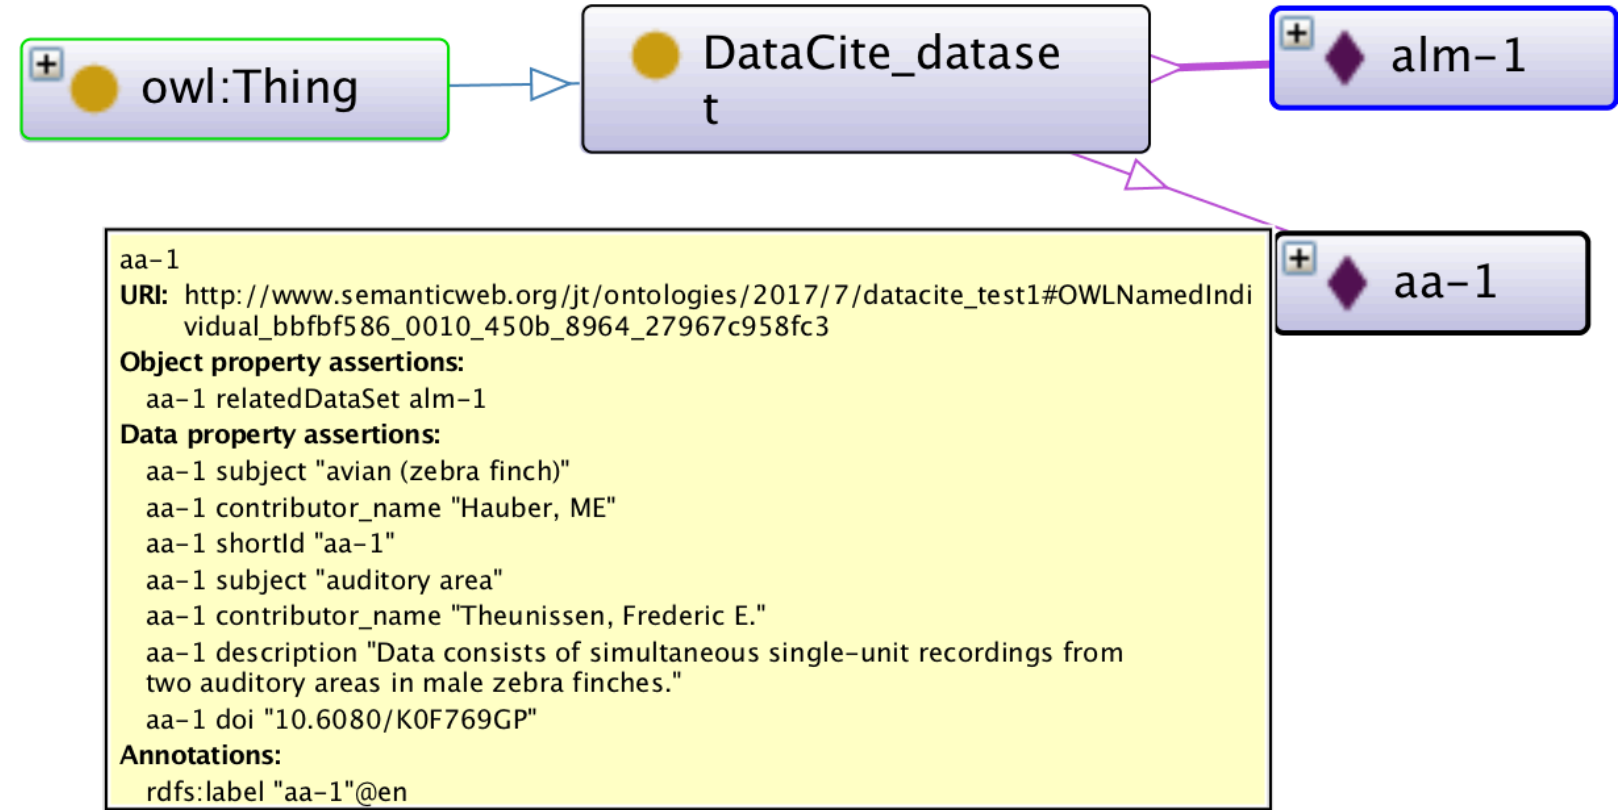 owl:Thing
DataCite_datase
t
alm-1
aa-1
aa-1
URI: http://www.semanticweb.org/jt/ontologies/2017/7/datacite_test1#OWLNamedIndi
vidual_bbfbf586_0010_450b_8964_27967c958fc3
Object property assertions:
aa-1 relatedDataSet alm-1
Data property assertions:
aa-1 subject "avian (zebra finch)"
aa-1 contributor_name "Hauber, ME"
aa-1 shortId "aa-1"
aa-1 subject "auditory area"
aa-1 contributor_name "Theunissen, Frederic E."
aa-1 description "Data consists of simultaneous single-unit recordings from
two auditory areas in male zebra finches."
aa-1 doi "10.6080/K0F769GP"
Annotations:
rdfs:label "aa-1"@en